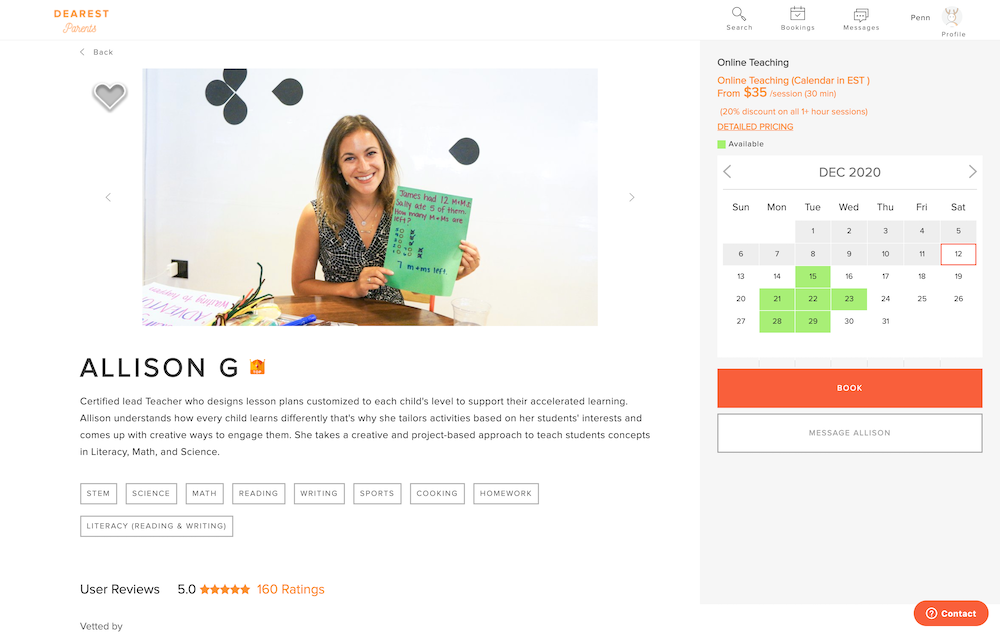 DEAREST
Parents
Search
Bookings
Messages
Penn
Profile
Back
James had 12 M+Ms
Sally ate 5 of them.
How many M+Ms are
left?
7 m+ms left.
ALLISON G
Certified lead Teacher who designs lesson plans customized to each child's level to support their accelerated learning.
Allison understands how every child learns differently that's why she tailors activities based on her students' interests and
comes up with creative ways to engage them. She takes a creative and project-based approach to teach students concepts
in Literacy, Math, and Science.
STEM
SCIENCE
MATH
READING
WRITING
SPORTS
COOKING
HOMEWORK
LITERACY (READING & WRITING)
User Reviews 5.0 160 Ratings
Vetted by
Online Teaching
Online Teaching (Calendar in EST )
From $35 /session (30 min)
(20% discount on all 1+ hour sessions)
DETAILED PRICING
Available
DEC 2020
Sun Mon Tue Wed Thu Fri Sat
1 2 3 4 5
6 7 8 9 10 11 12
13 14 15 16 17 18 19
20 21 22 23 24 25 26
27 28 29 30 31
BOOK
MESSAGE ALLISON
Contact